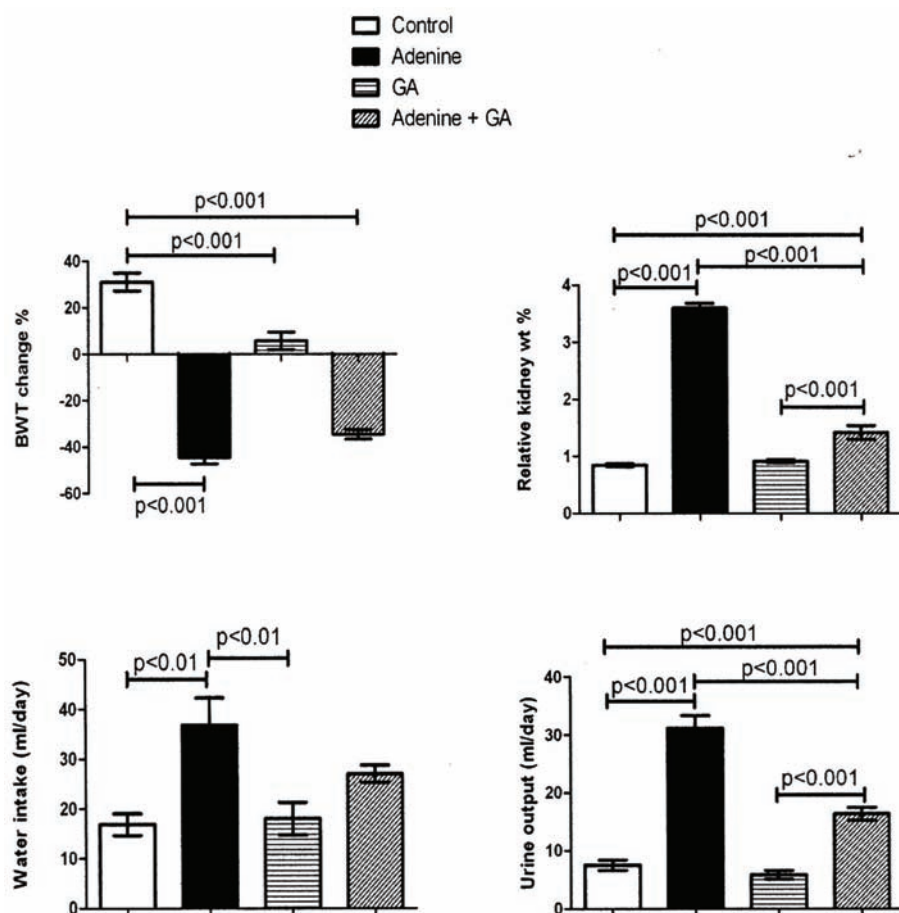 Control
Adenine
GA
Adenine + GA
p<0.001
p<0.001
40
20
0
-20
-40
-60
BWT change %
p<0.001
p<0.001
p<0.001
p<0.001
p<0.001
4
3
2
1
0
Relative kidney wt %
p<0.01
p<0.01
50
40
30
20
10
0
Water intake (ml/day)
p<0.001
p<0.001
p<0.001
p<0.001
40
30
20
10
0
Urine output (ml/day)